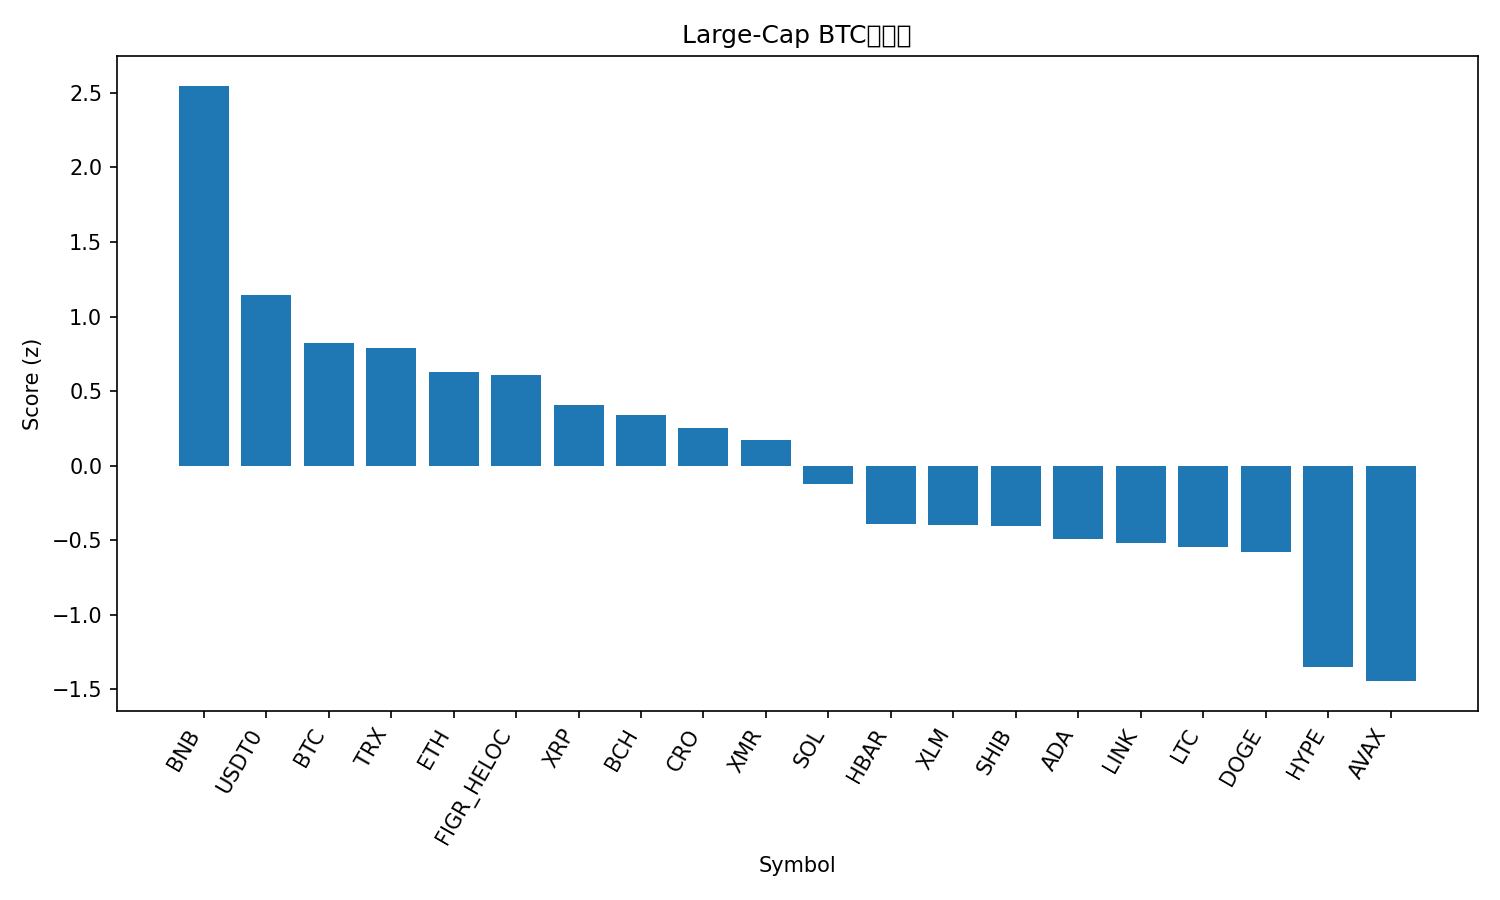 Large-Cap BTC
Score (z)
2.5
2.0
1.5
1.0
0.5
0.0
−0.5
−1.0
−1.5
BNB
USDT0
BTC
TRX
ETH
FIGR_HELOC
XRP
BCH
CRO
XMR
SOL
HBAR
XLM
SHIB
ADA
LINK
LTC
DOGE
HYPE
AVAX
Symbol